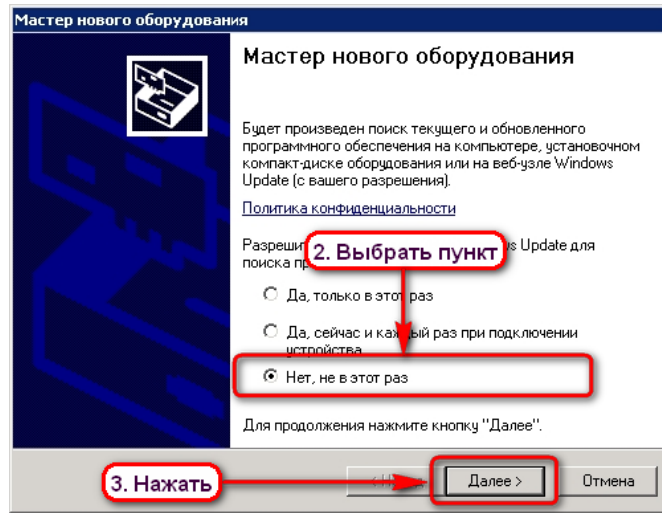 Мастер нового оборудования
Мастер нового оборудования
Будет произведен поиск текущего и обновленного
программного обеспечения на компьютере, установочном
компакт-диске оборудования или на веб-узле Windows
Update (с вашего разрешения).
Политика конфиденциальности
Update для
поиска
2. Выбрать пункт
Да, только в этот раз
Да, сейчас и каждый раз при подключении
устройства
Нет, не в этот раз
Для продолжения нажмите кнопку "Далее".
3. Нажать
Далее >
Отмена